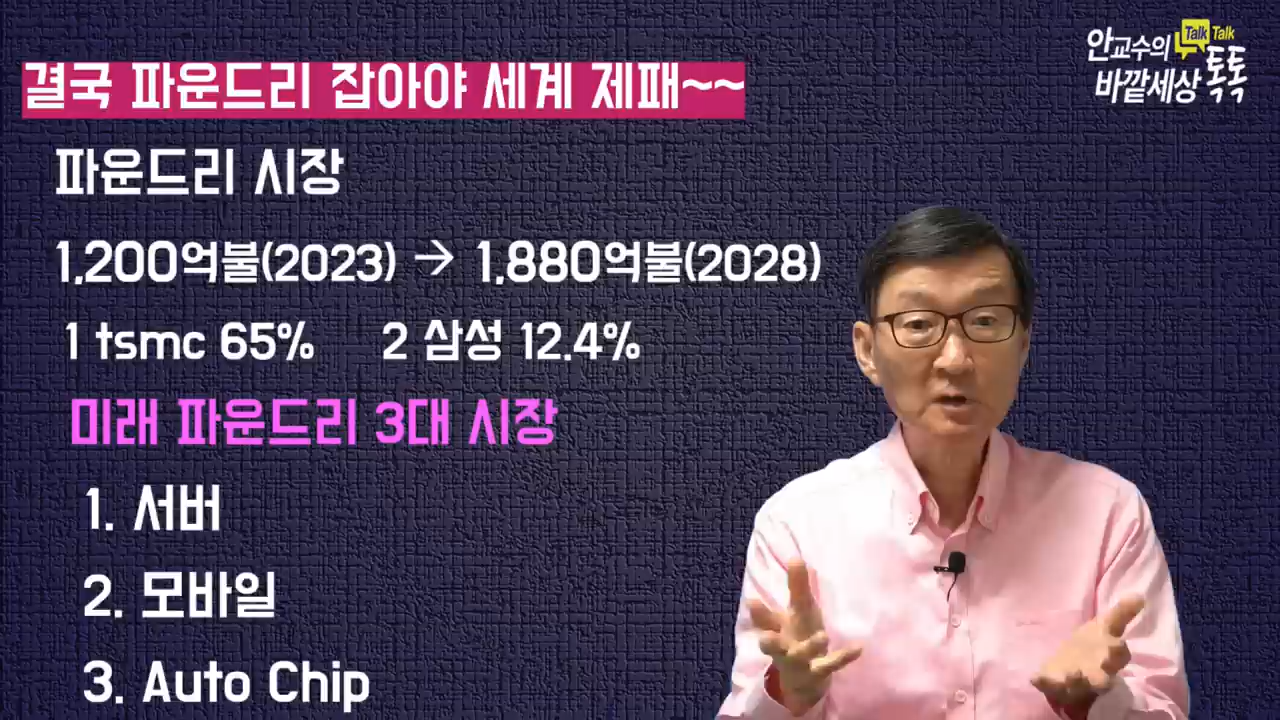 결국 파운드리 잡아야 세계 제패~~
안교수의 Talk Talk
바깥세상 톡톡
파운드리 시장
1,200억불(2023) → 1,880억불(2028)
1 tsmc 65% 2 삼성 12.4%
미래 파운드리 3대 시장
1. 서버
2. 모바일
3. Auto Chip